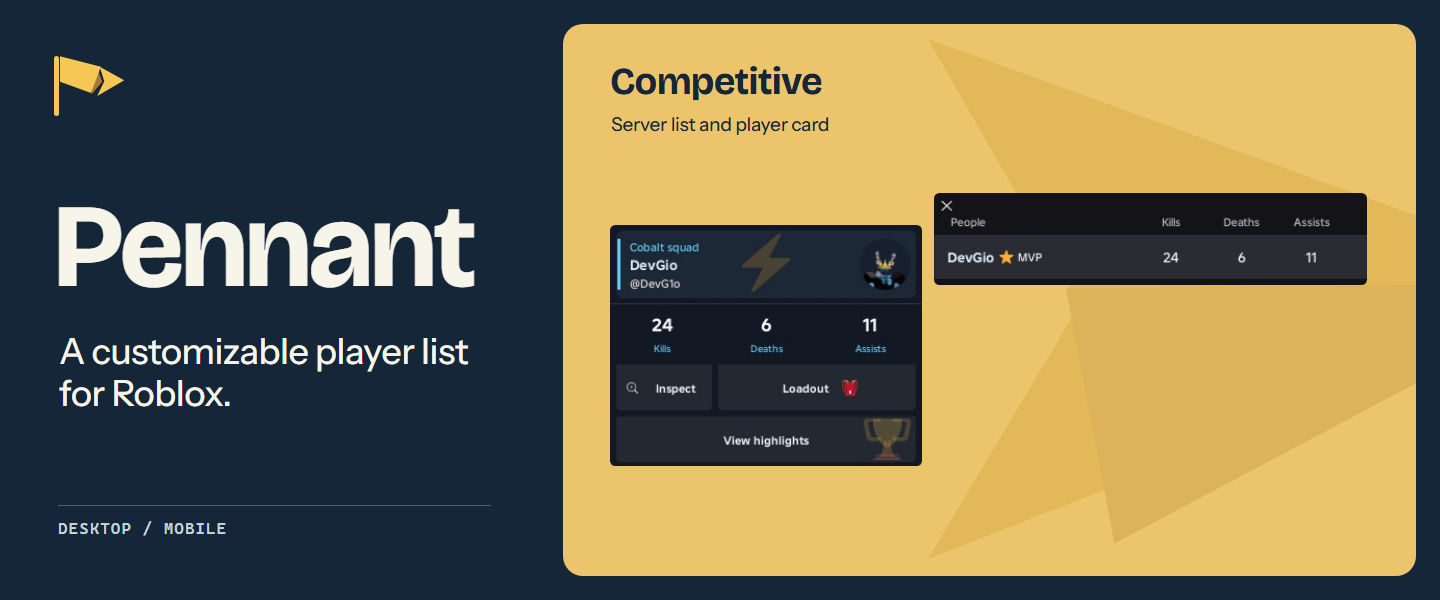 Pennant
A customizable player list
for Roblox.
DESKTOP / MOBILE
Competitive
Server list and player card
Cobalt squad
DevGio
@DevG1o
24 6 11
Kills Deaths Assists
Inspect Loadout
View highlights
People Kills Deaths Assists
DevGio MVP 24 6 11